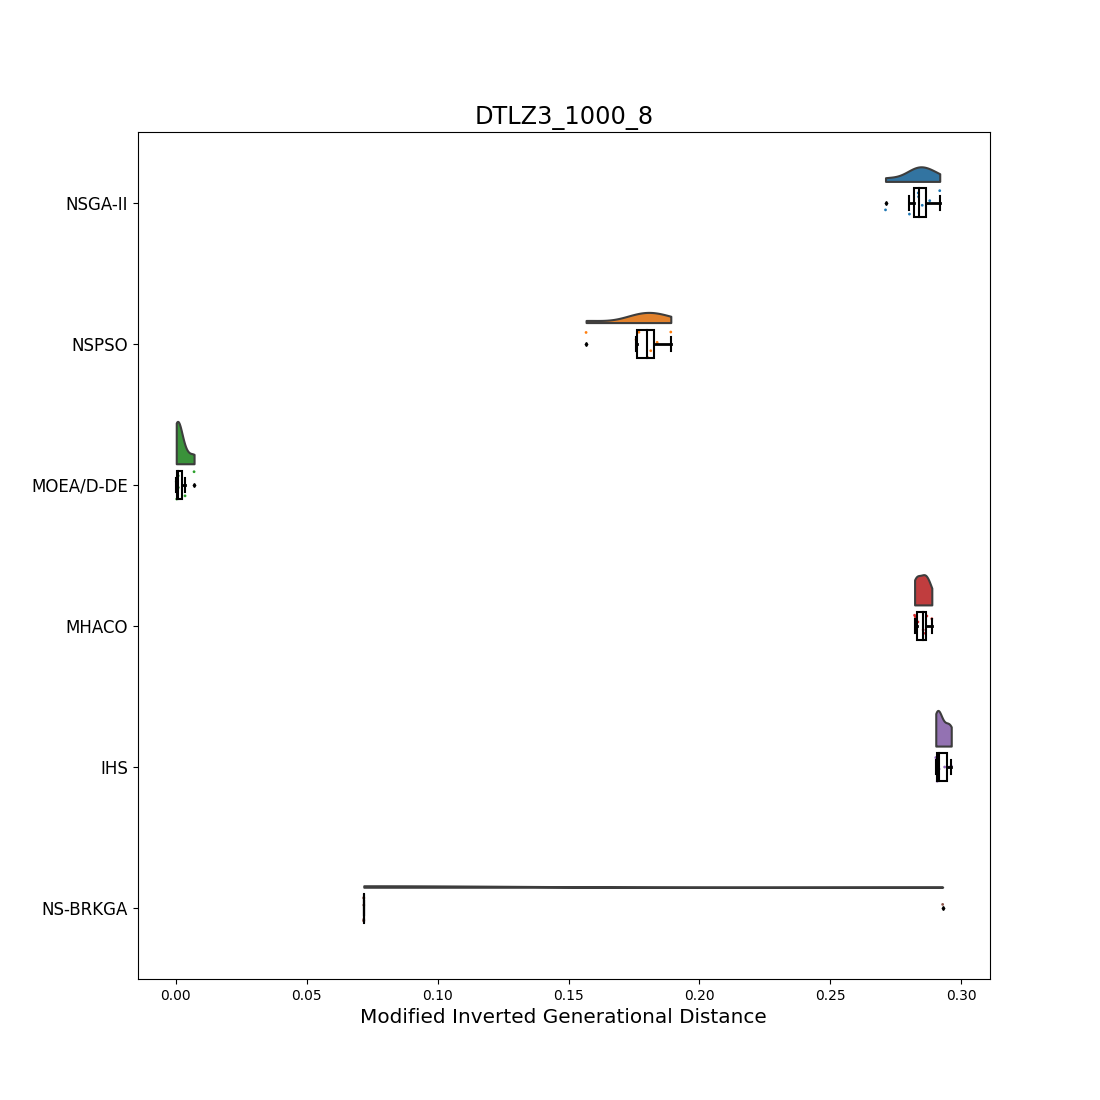 DTLZ3_1000_8
NSGA-II
NSPSO
MOEA/D-DE
MHACO
IHS
NS-BRKGA
0.00 0.05 0.10 0.15 0.20 0.25 0.30
Modified Inverted Generational Distance